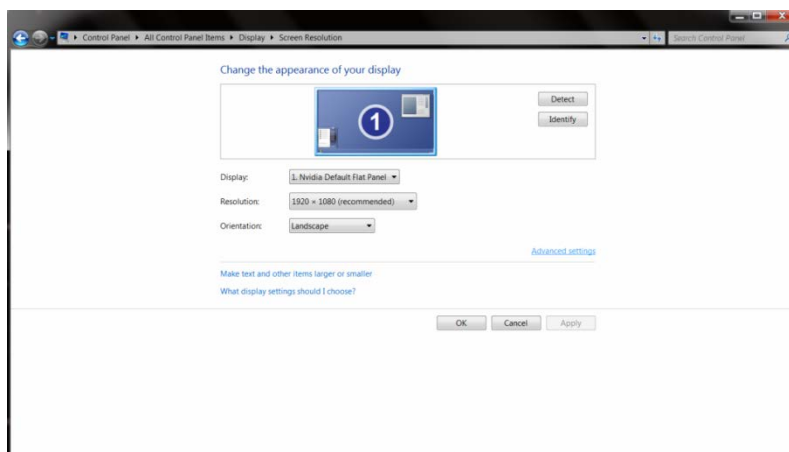 Control Panel ▸ All Control Panel Items ▸ Display ▸ Screen Resolution
Search Control Panel
Change the appearance of your display
1
Detect
Identify
Display: 1. Nvidia Default Flat Panel
Resolution: 1920 × 1080 (recommended)
Orientation: Landscape
Advanced settings
Make text and other items larger or smaller
What display settings should I choose?
OK Cancel Apply